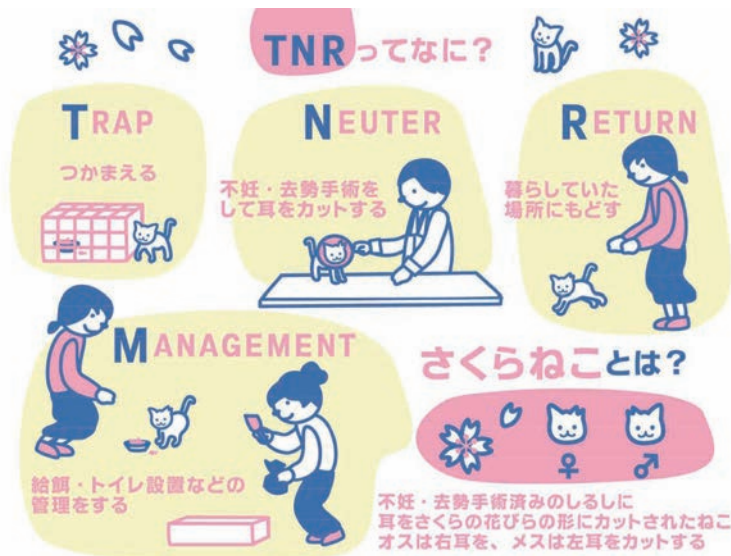 TNRってなに？
TRAP
つかまえる
NEUTER
不妊・去勢手術を
して耳をカットする
RETURN
暮らしていた
場所にもどす
MANAGEMENT
給餌・トイレ設置などの
管理をする
さくらねことは？
♀ ♂
不妊・去勢手術済みのしるしに
耳をさくらの花びらの形にカットされたねこ
オスは右耳を、メスは左耳をカットする